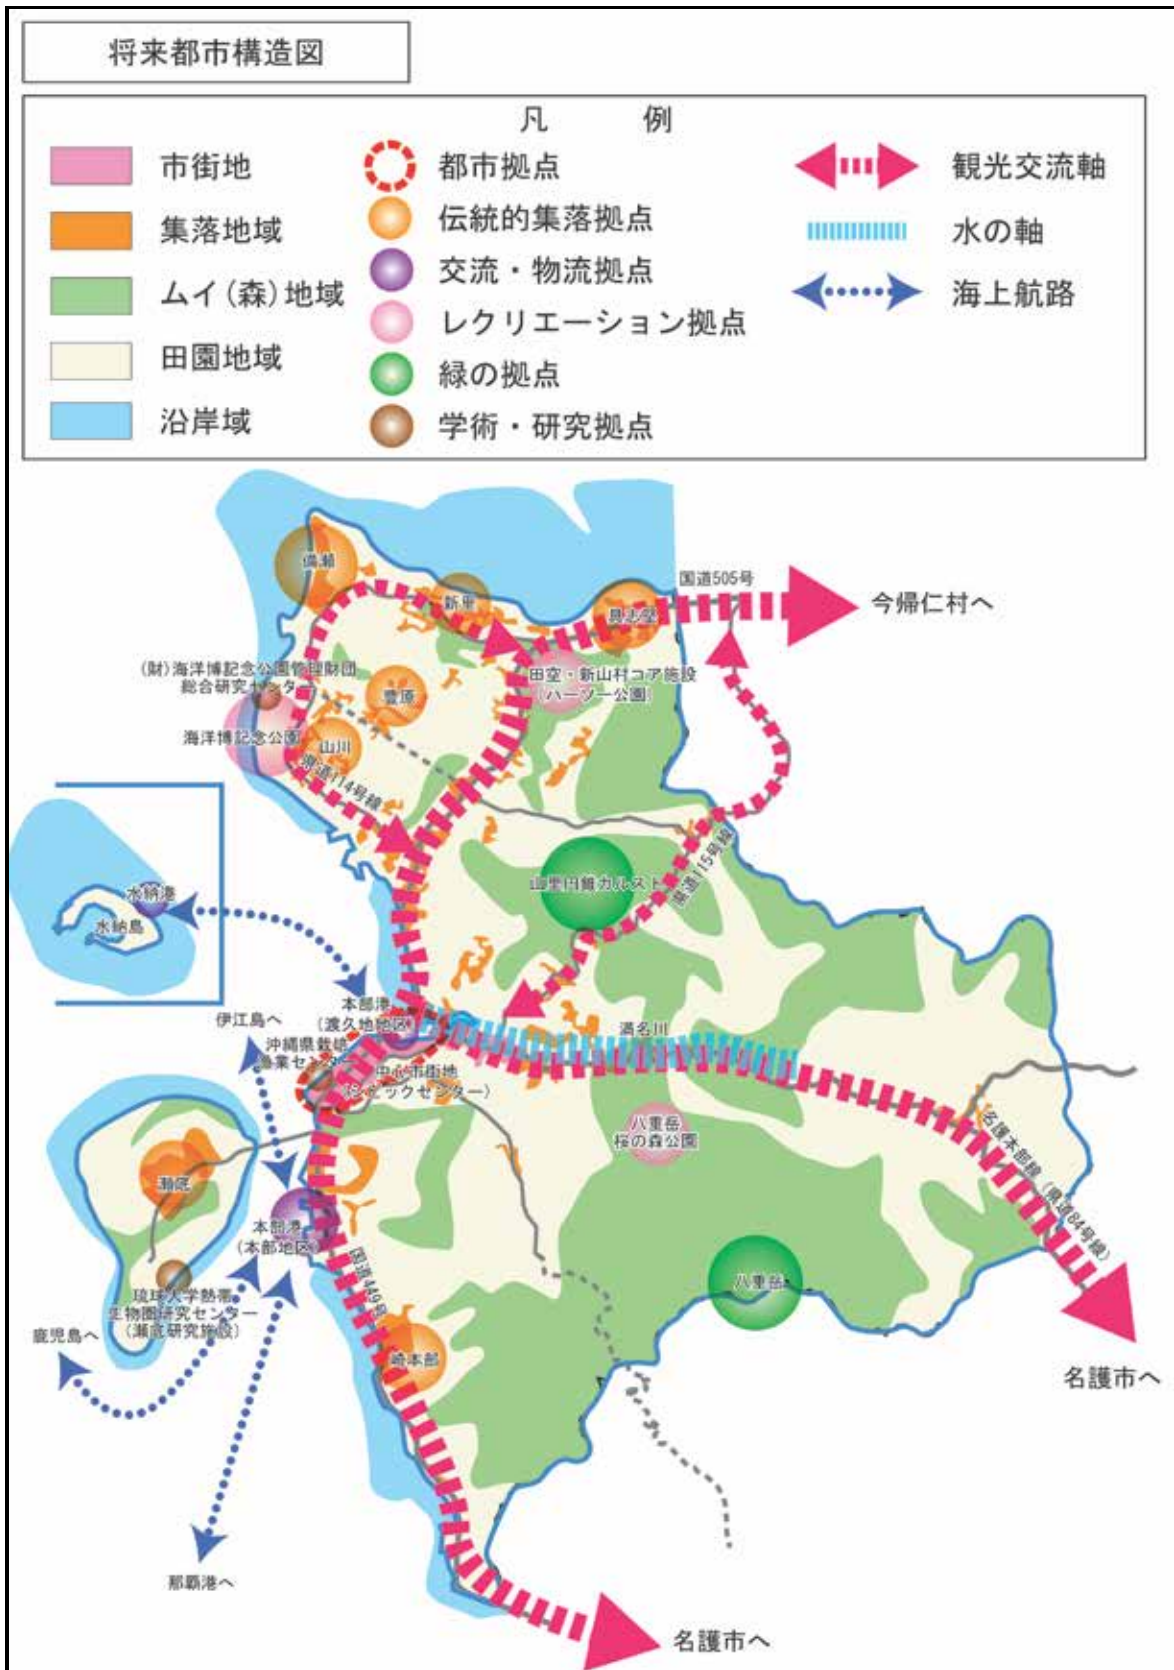 将来都市構造図
凡　例
市街地
集落地域
ムイ(森)地域
田園地域
沿岸域
都市拠点
伝統的集落拠点
交流・物流拠点
レクリエーション拠点
緑の拠点
学術・研究拠点
観光交流軸
水の軸
海上航路
備瀬
新里
具志堅
国道505号
今帰仁村へ
(財)海洋博記念公園管理財団
総合研究センター
豊原
田空・新山村コア施設
(ハーソー公園)
海洋博記念公園
山川
県道114号線
山里円錐カルスト
県道115号線
水納港
水納島
本部港
(渡久地地区)
伊江島へ
沖縄県栽培
漁業センター
中心市街地
(シビックセンター)
満名川
八重岳
桜の森公園
名護本部線(県道84号線)
瀬底
本部港
(本部地区)
国道449号
八重岳
琉球大学熱帯
生物圏研究センター
(瀬底研究施設)
鹿児島へ
崎本部
名護市へ
那覇港へ
名護市へ